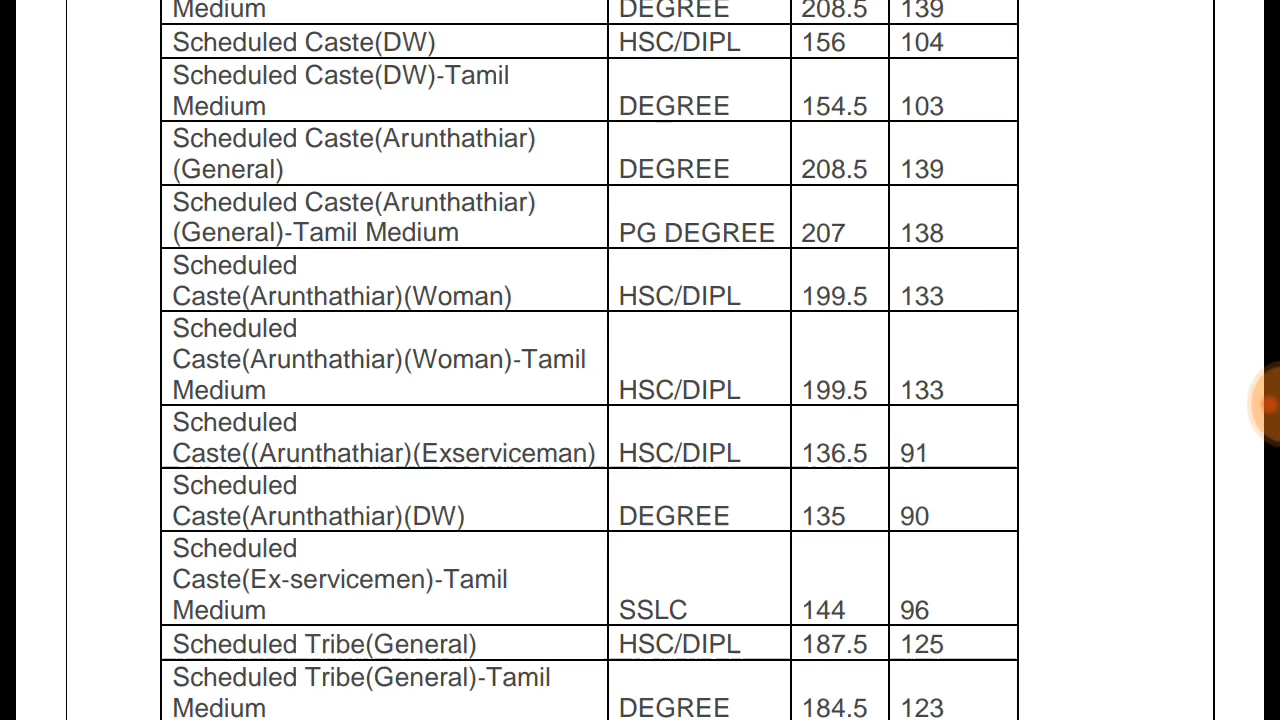 Medium DEGREE 208.5 139
Scheduled Caste(DW) HSC/DIPL 156 104
Scheduled Caste(DW)-Tamil
Medium DEGREE 154.5 103
Scheduled Caste(Arunthathiar)
(General) DEGREE 208.5 139
Scheduled Caste(Arunthathiar)
(General)-Tamil Medium PG DEGREE 207 138
Scheduled
Caste(Arunthathiar)(Woman) HSC/DIPL 199.5 133
Scheduled
Caste(Arunthathiar)(Woman)-Tamil
Medium HSC/DIPL 199.5 133
Scheduled
Caste((Arunthathiar)(Exserviceman) HSC/DIPL 136.5 91
Scheduled
Caste(Arunthathiar)(DW) DEGREE 135 90
Scheduled
Caste(Ex-servicemen)-Tamil
Medium SSLC 144 96
Scheduled Tribe(General) HSC/DIPL 187.5 125
Scheduled Tribe(General)-Tamil
Medium DEGREE 184.5 123